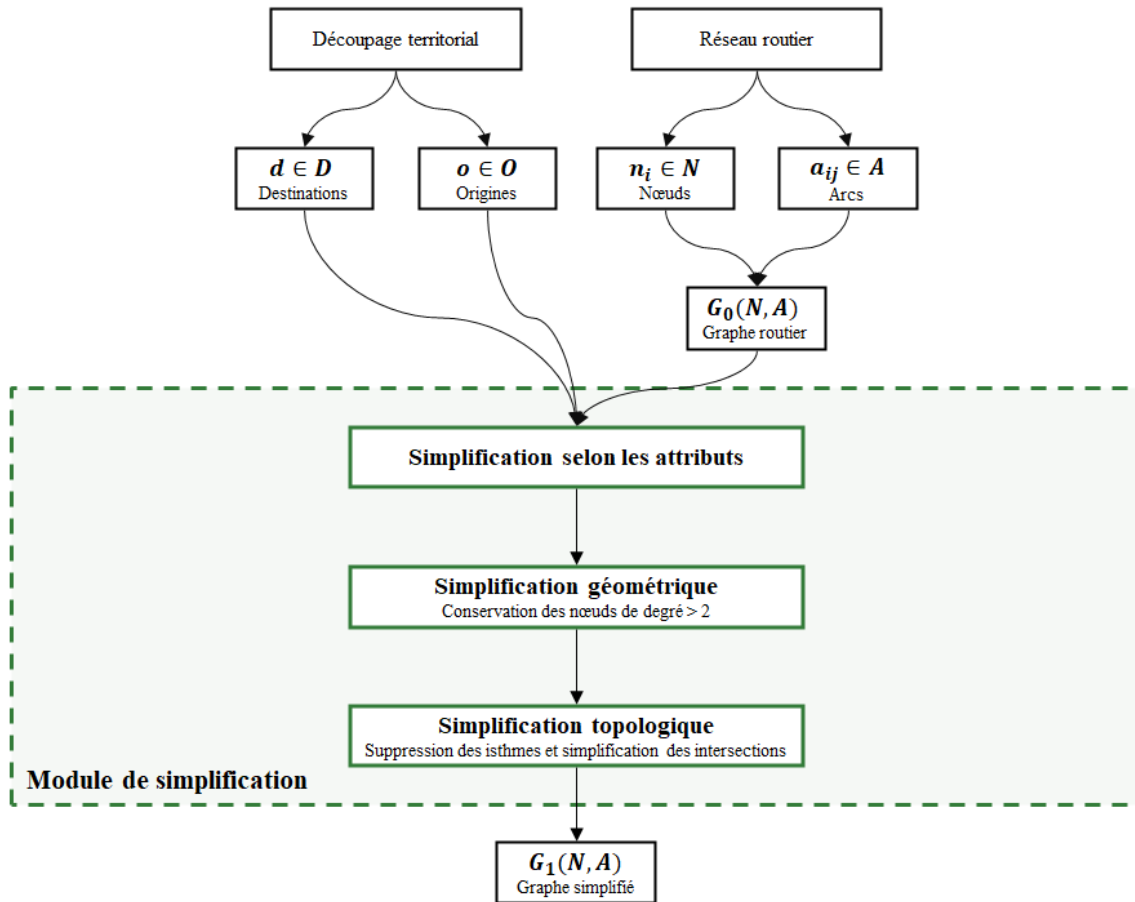 Découpage territorial
Réseau routier
d ∈ D
Destinations
o ∈ O
Origines
nᵢ ∈ N
Nœuds
aᵢⱼ ∈ A
Arcs
G₀(N, A)
Graphe routier
Simplification selon les attributs
Simplification géométrique
Conservation des nœuds de degré > 2
Simplification topologique
Suppression des isthmes et simplification des intersections
Module de simplification
G₁(N, A)
Graphe simplifié